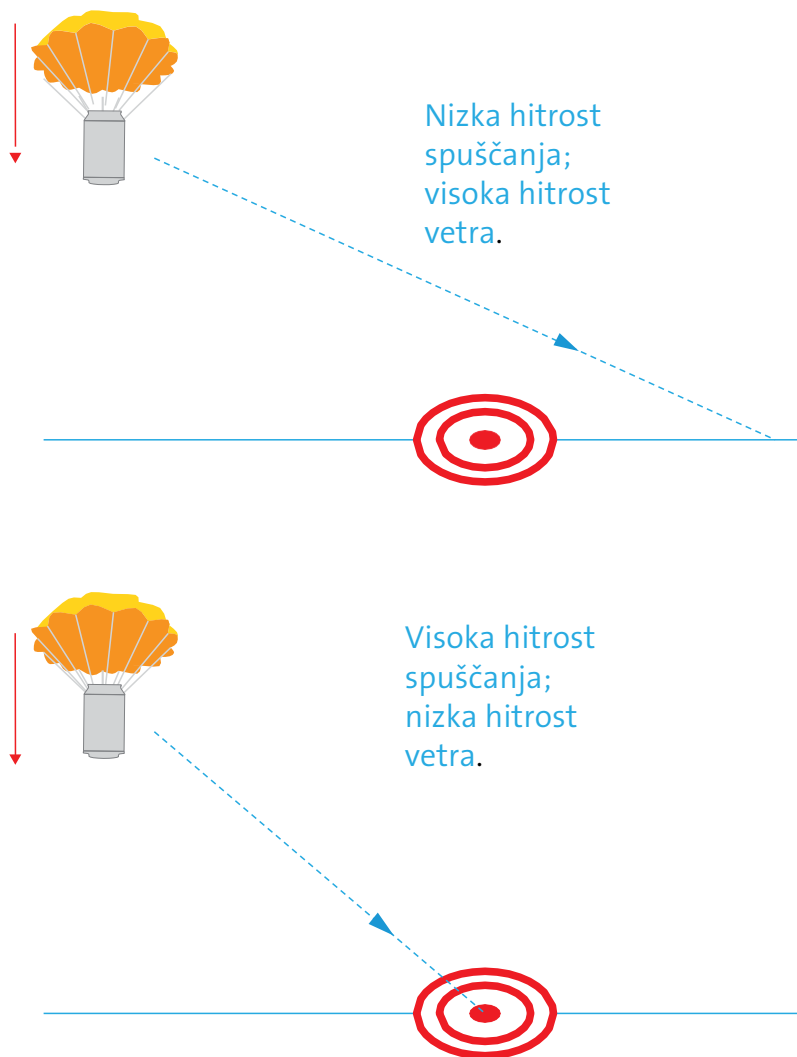 Nizka hitrost
spuščanja;
visoka hitrost
vetra.
Visoka hitrost
spuščanja;
nizka hitrost
vetra.